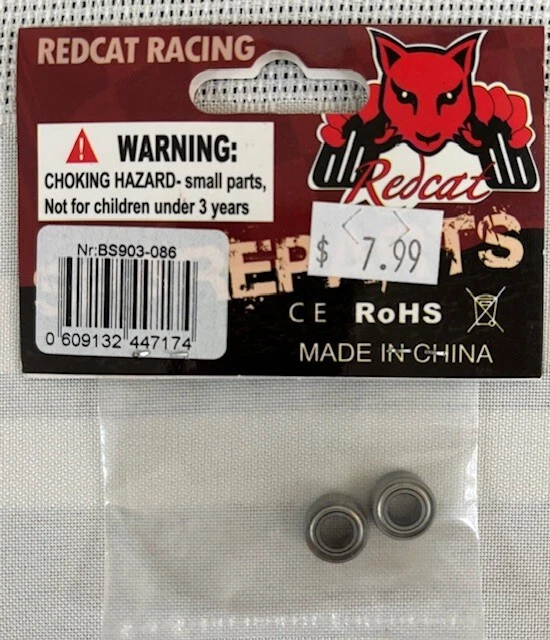 REDCAT RACING
WARNING:
CHOKING HAZARD- small parts,
Not for children under 3 years
Redcat
$ 7.99
Nr:BS903-086
0 609132 447174
CE RoHS
MADE IN CHINA